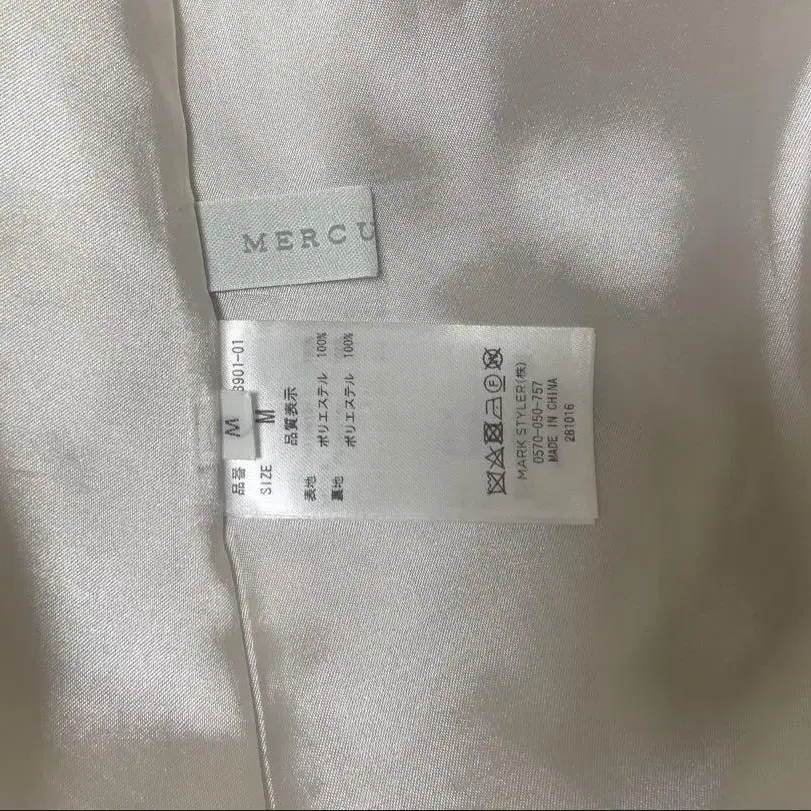 MERCU
M
品番 3901-01
SIZE M
品質表示
表地 ポリエステル 100%
裏地 ポリエステル 100%
MARK STYLER(株)
0570-050-757
MADE IN CHINA
281016